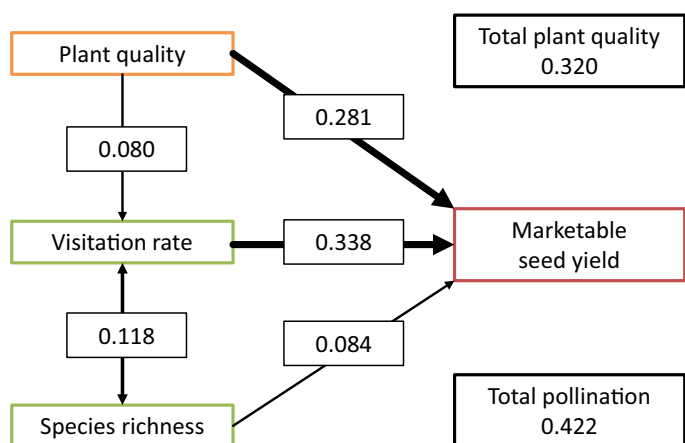 Plant quality
Total plant quality
0.320
0.281
0.080
Visitation rate
0.338
Marketable
seed yield
0.118
0.084
Species richness
Total pollination
0.422